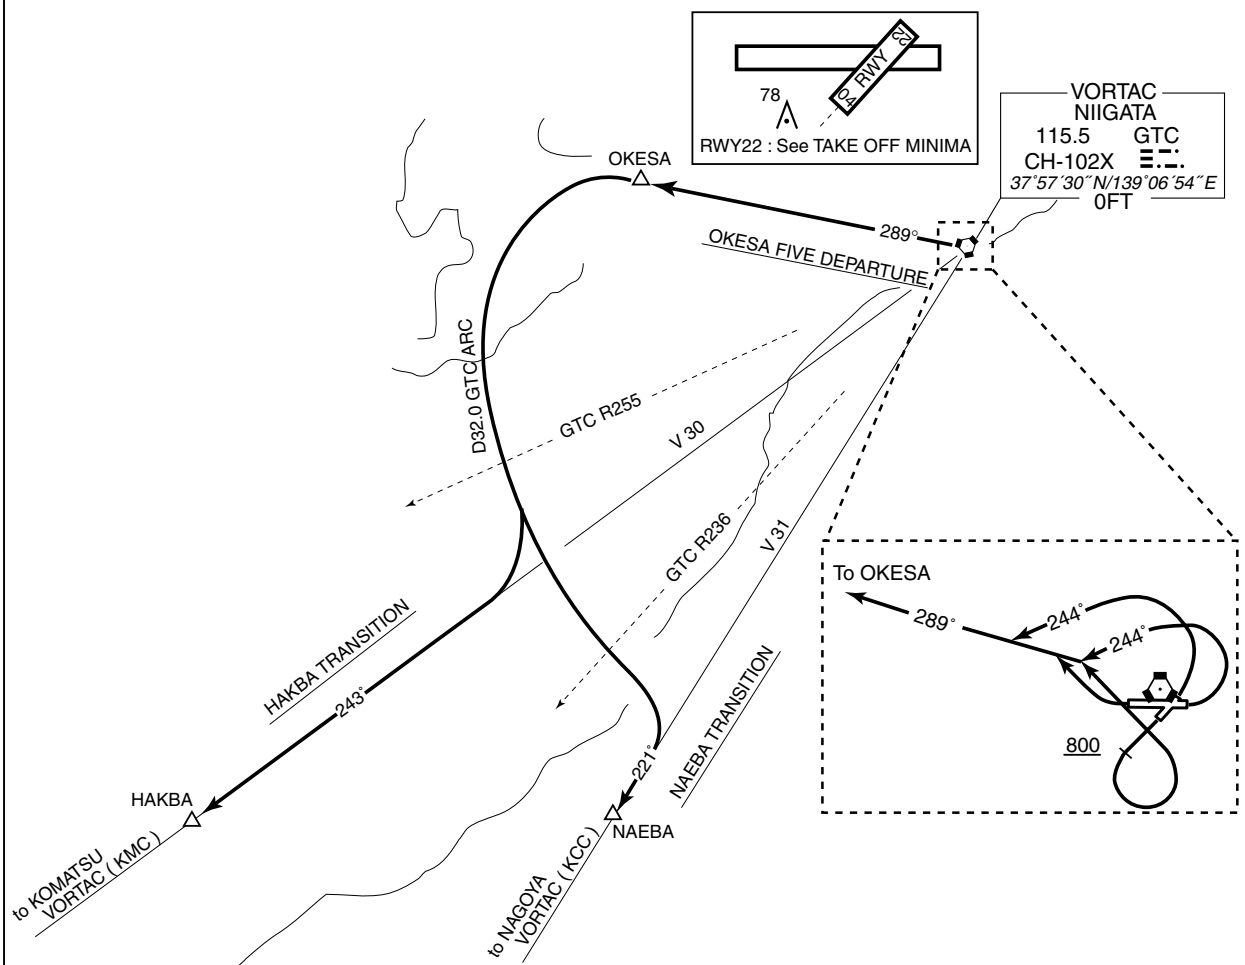 22
RWY
04
78
RWY22 : See TAKE OFF MINIMA
VORTAC
NIIGATA
115.5 GTC
CH-102X
37°57′30″N/139°06′54″E
0FT
OKESA
289°
OKESA FIVE DEPARTURE
D32.0 GTC ARC
GTC R255
V 30
GTC R236
V 31
To OKESA
289°
244°
244°
800
HAKBA TRANSITION
243°
NAEBA TRANSITION
221°
HAKBA
NAEBA
to KOMATSU
VORTAC ( KMC )
to NAGOYA
VORTAC ( KCC )